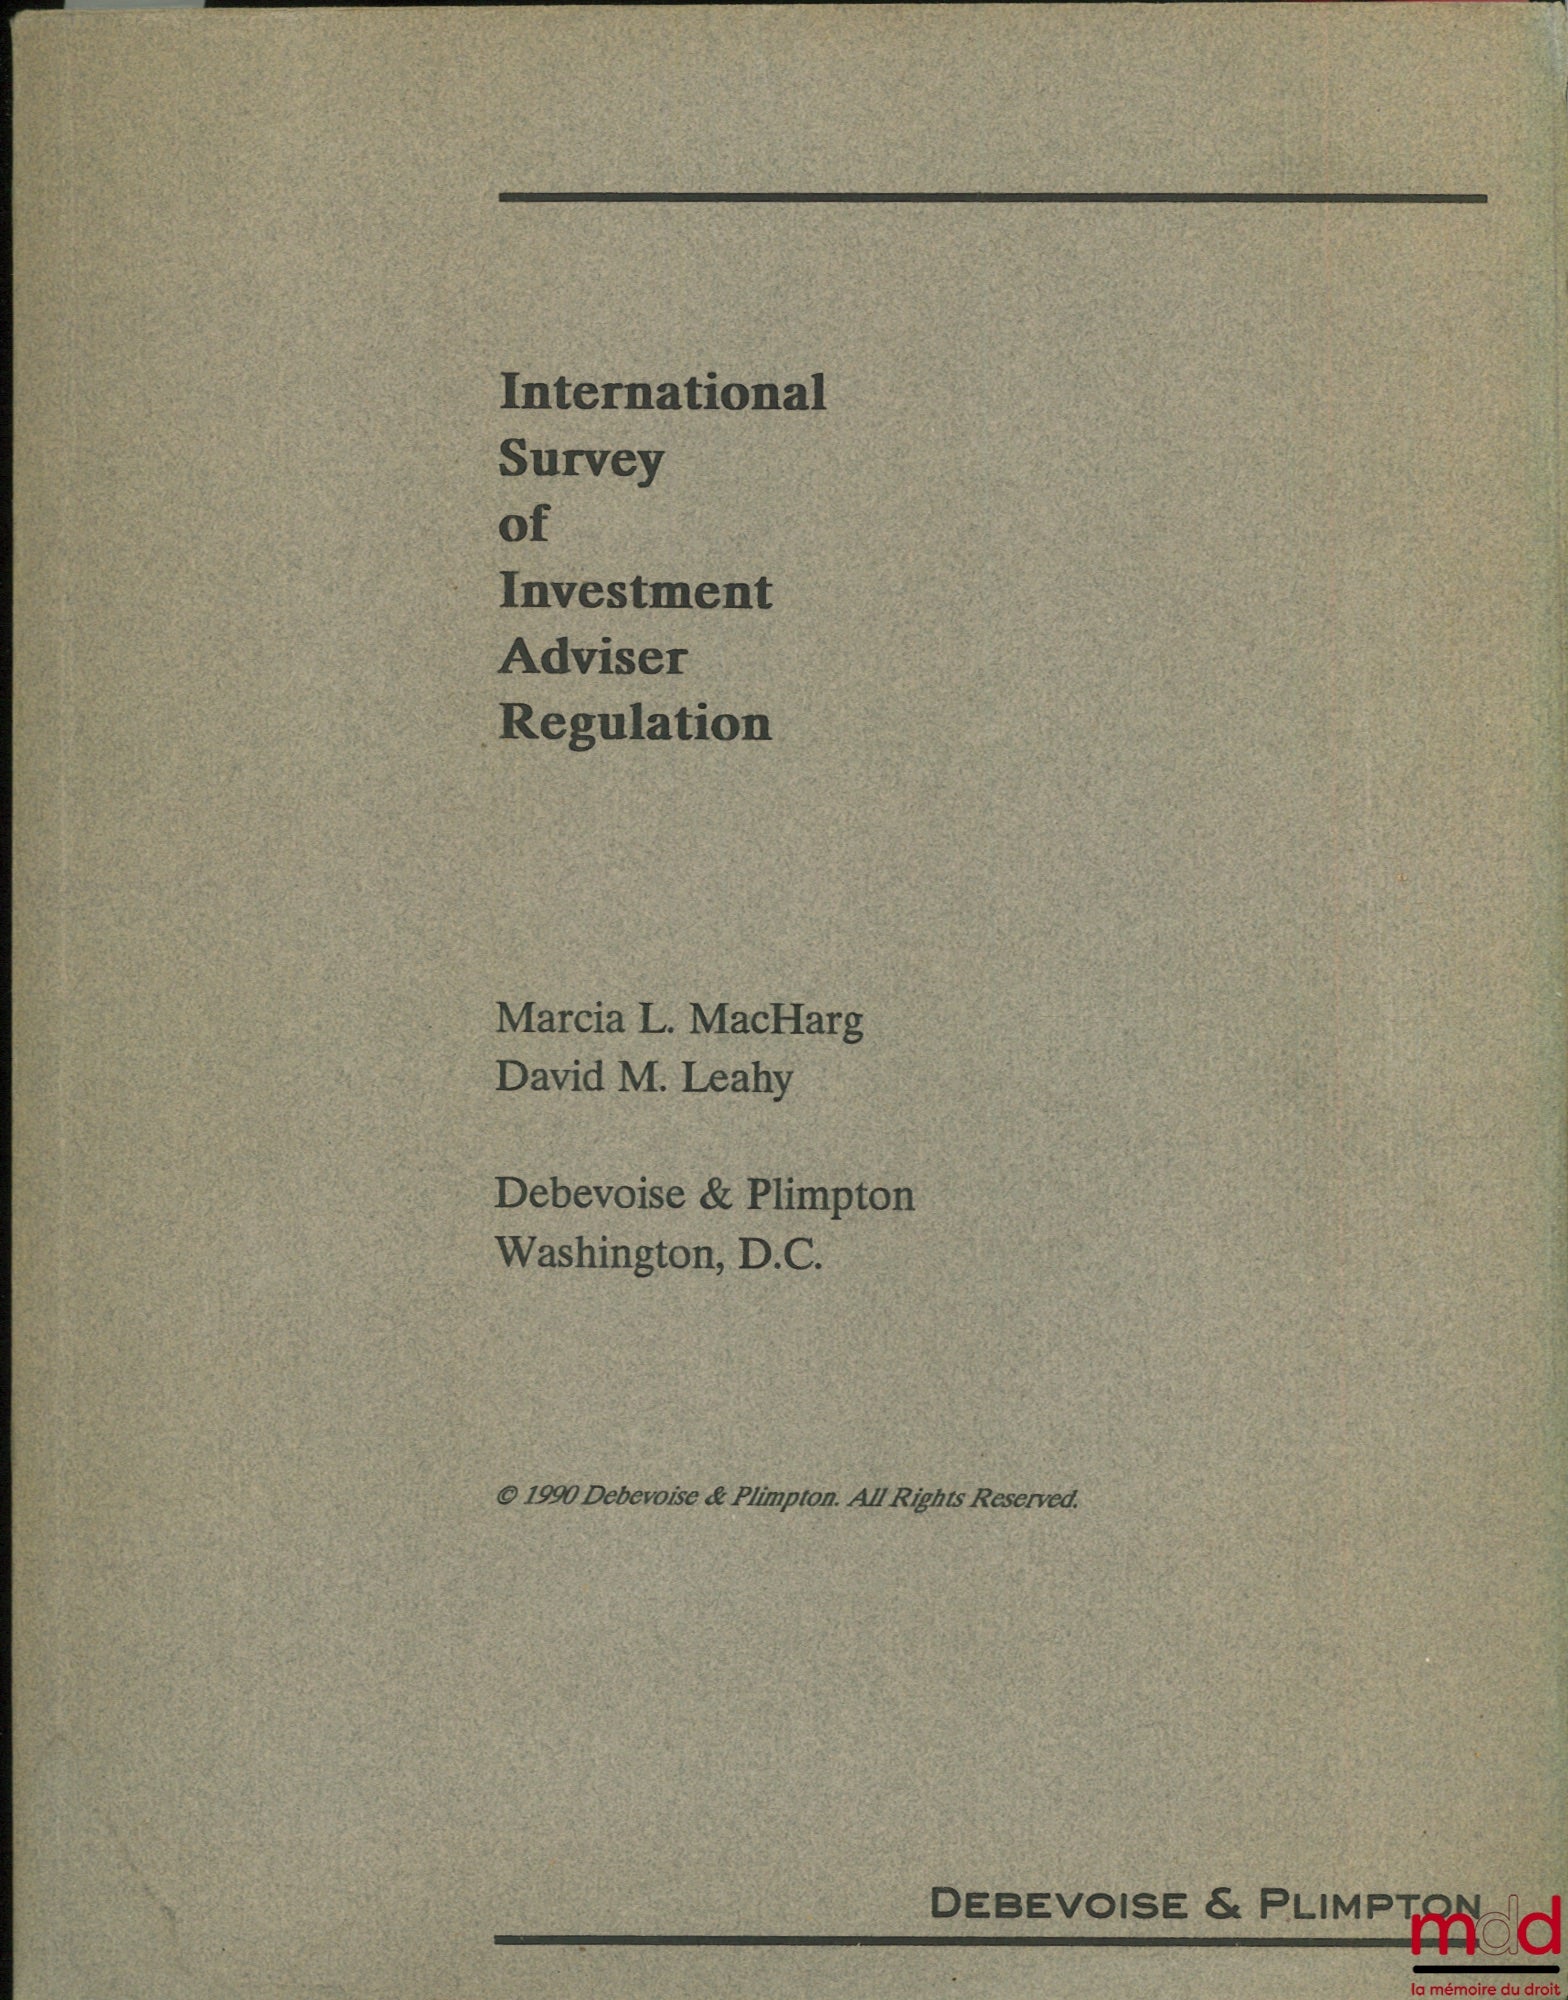 International
Survey
of
Investment
Adviser
Regulation
Marcia L. MacHarg
David M. Leahy
Debevoise & Plimpton
Washington, D.C.
© 1990 Debevoise & Plimpton. All Rights Reserved.
DEBEVOISE & PLIMPTON
mdd
la mémoire du droit